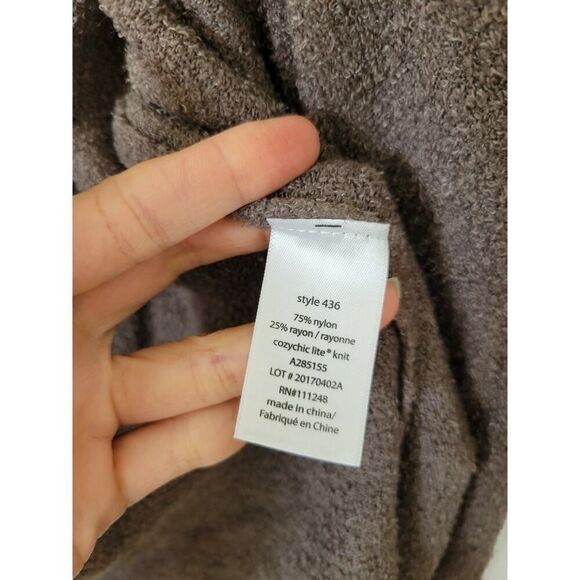 style 436
75% nylon
25% rayon / rayonne
cozychic lite® knit
A285155
LOT # 20170402A
RN#111248
made in china/
Fabriqué en Chine